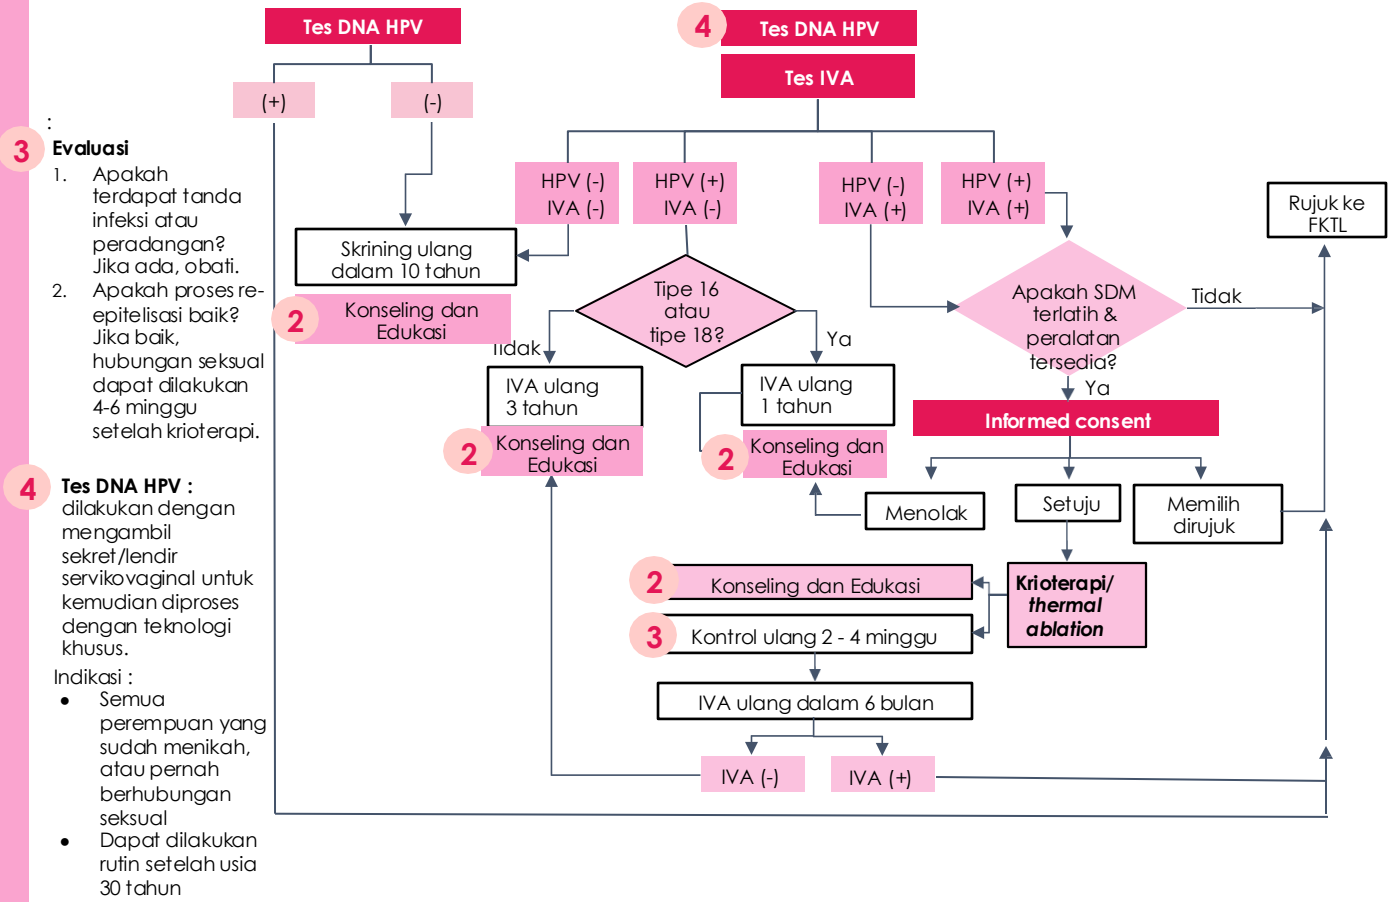 Tes DNA HPV
(+)
(-)
:
3
Evaluasi
1. Apakah
terdapat tanda
infeksi atau
peradangan?
Jika ada, obati.
2. Apakah proses re-
epitelisasi baik?
Jika baik,
hubungan seksual
dapat dilakukan
4-6 minggu
setelah krioterapi.
4
Tes DNA HPV :
dilakukan dengan
mengambil
sekret/lendir
servikovaginal untuk
kemudian diproses
dengan teknologi
khusus.
Indikasi :
● Semua
perempuan yang
sudah menikah,
atau pernah
berhubungan
seksual
● Dapat dilakukan
rutin setelah usia
30 tahun
4
Tes DNA HPV
Tes IVA
HPV (-)
IVA (-)
HPV (+)
IVA (-)
HPV (-)
IVA (+)
HPV (+)
IVA (+)
Rujuk ke
FKTL
Skrining ulang
dalam 10 tahun
2
Konseling dan
Edukasi
Tipe 16
atau
tipe 18?
Tidak
Ya
Apakah SDM
terlatih &
peralatan
tersedia?
Tidak
Ya
IVA ulang
3 tahun
2
Konseling dan
Edukasi
IVA ulang
1 tahun
2
Konseling dan
Edukasi
Informed consent
Menolak
Setuju
Memilih
dirujuk
2
Konseling dan Edukasi
Krioterapi/
thermal
ablation
3
Kontrol ulang 2 - 4 minggu
IVA ulang dalam 6 bulan
IVA (-)
IVA (+)